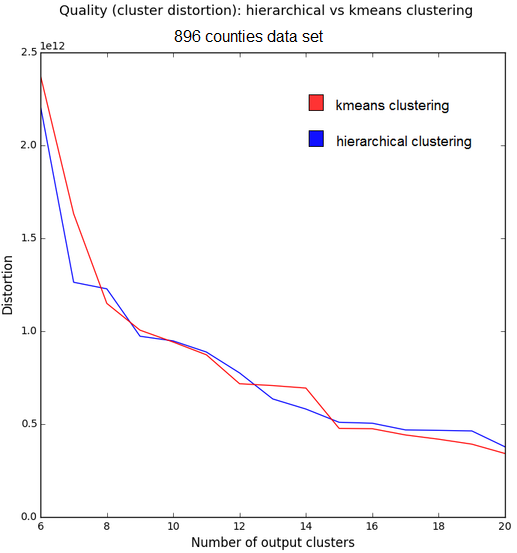 Quality (cluster distortion): hierarchical vs kmeans clustering
896 counties data set
1e12
2.5
kmeans clustering
hierarchical clustering
2.0
1.5
Distortion
1.0
0.5
0.0
6 8 10 12 14 16 18 20
Number of output clusters